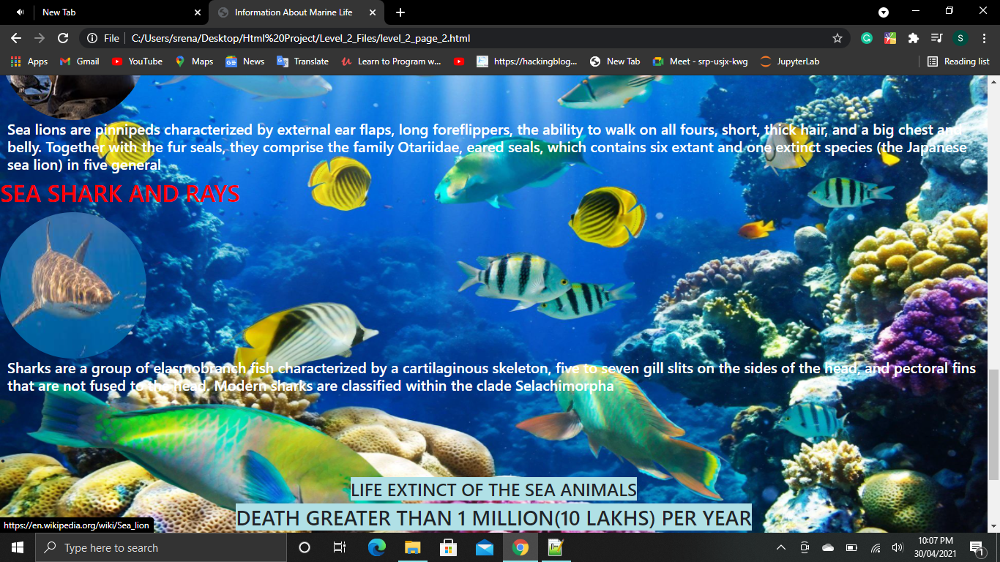 New Tab
Information About Marine Life
File
C:/Users/srena/Desktop/Html%20Project/Level_2_Files/level_2_page_2.html
S
Apps
Gmail
YouTube
Maps
News
Translate
Learn to Program w...
https://hackingblog...
New Tab
Meet - srp-usjx-kwg
JupyterLab
Reading list
Sea lions are pinnipeds characterized by external ear flaps, long foreflippers, the ability to walk on all fours, short, thick hair, and a big chest and
belly. Together with the fur seals, they comprise the family Otariidae, eared seals, which contains six extant and one extinct species (the Japanese
sea lion) in five general
SEA SHARK AND RAYS
Sharks are a group of elasmobranch fish characterized by a cartilaginous skeleton, five to seven gill slits on the sides of the head, and pectoral fins
that are not fused to the head. Modern sharks are classified within the clade Selachimorpha
LIFE EXTINCT OF THE SEA ANIMALS
DEATH GREATER THAN 1 MILLION(10 LAKHS) PER YEAR
https://en.wikipedia.org/wiki/Sea_lion
Type here to search
10:07 PM
30/04/2021
1